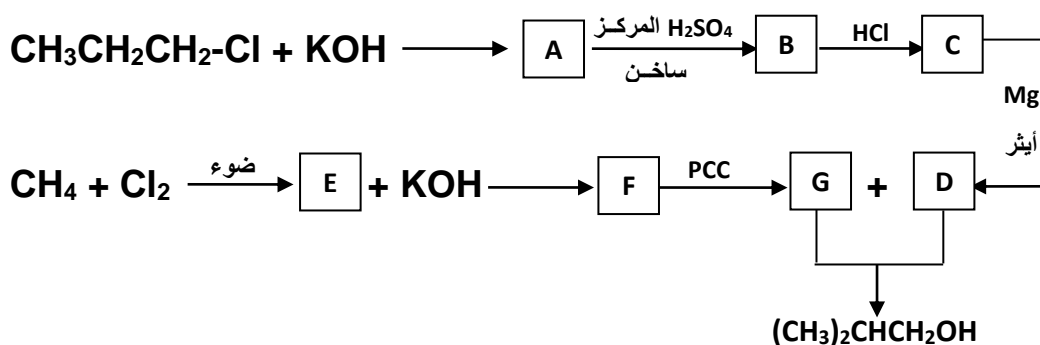 CH3CH2CH2-Cl + KOH A المركز H₂SO₄ ساخن B HCl C
Mg
أيثر
CH₄ + Cl₂ ضوء E + KOH F PCC G + D
(CH₃)₂CHCH₂OH